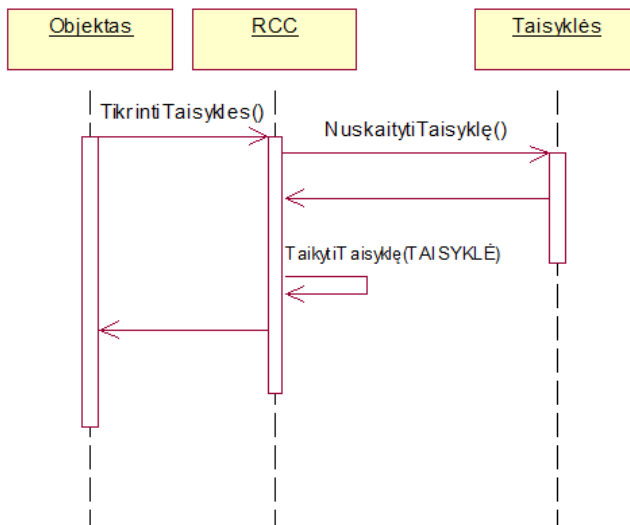 Objektas
RCC
Taisyklės
TikrintiTaisykles()
NuskaitytiTaisyklę()
TaikytiTaisyklę(TAISYKLĖ)